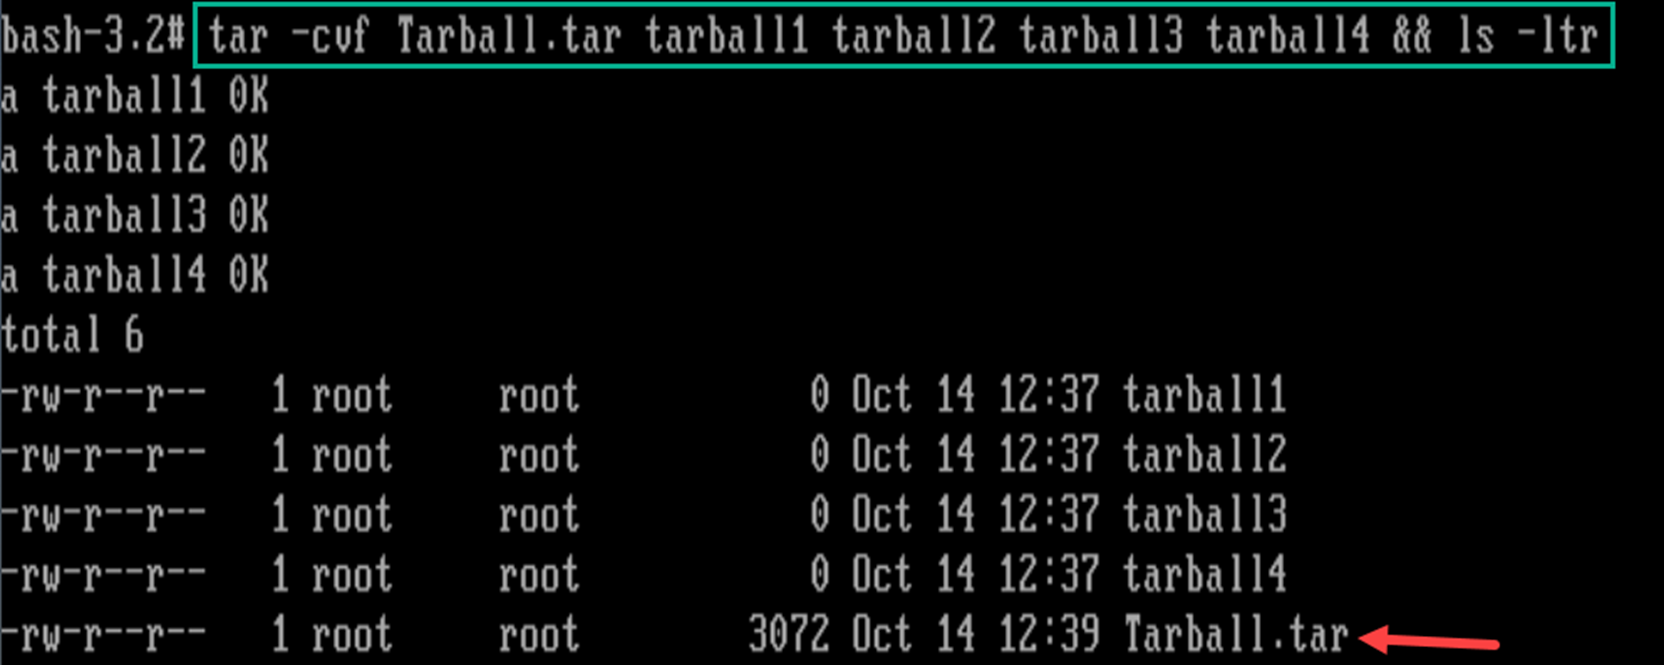 bash-3.2# tar -cvf Tarball.tar tarball1 tarball2 tarball3 tarball4 && ls -ltr
a tarball1 0K
a tarball2 0K
a tarball3 0K
a tarball4 0K
total 6
-rw-r--r--   1 root     root           0 Oct 14 12:37 tarball1
-rw-r--r--   1 root     root           0 Oct 14 12:37 tarball2
-rw-r--r--   1 root     root           0 Oct 14 12:37 tarball3
-rw-r--r--   1 root     root           0 Oct 14 12:37 tarball4
-rw-r--r--   1 root     root        3072 Oct 14 12:39 Tarball.tar